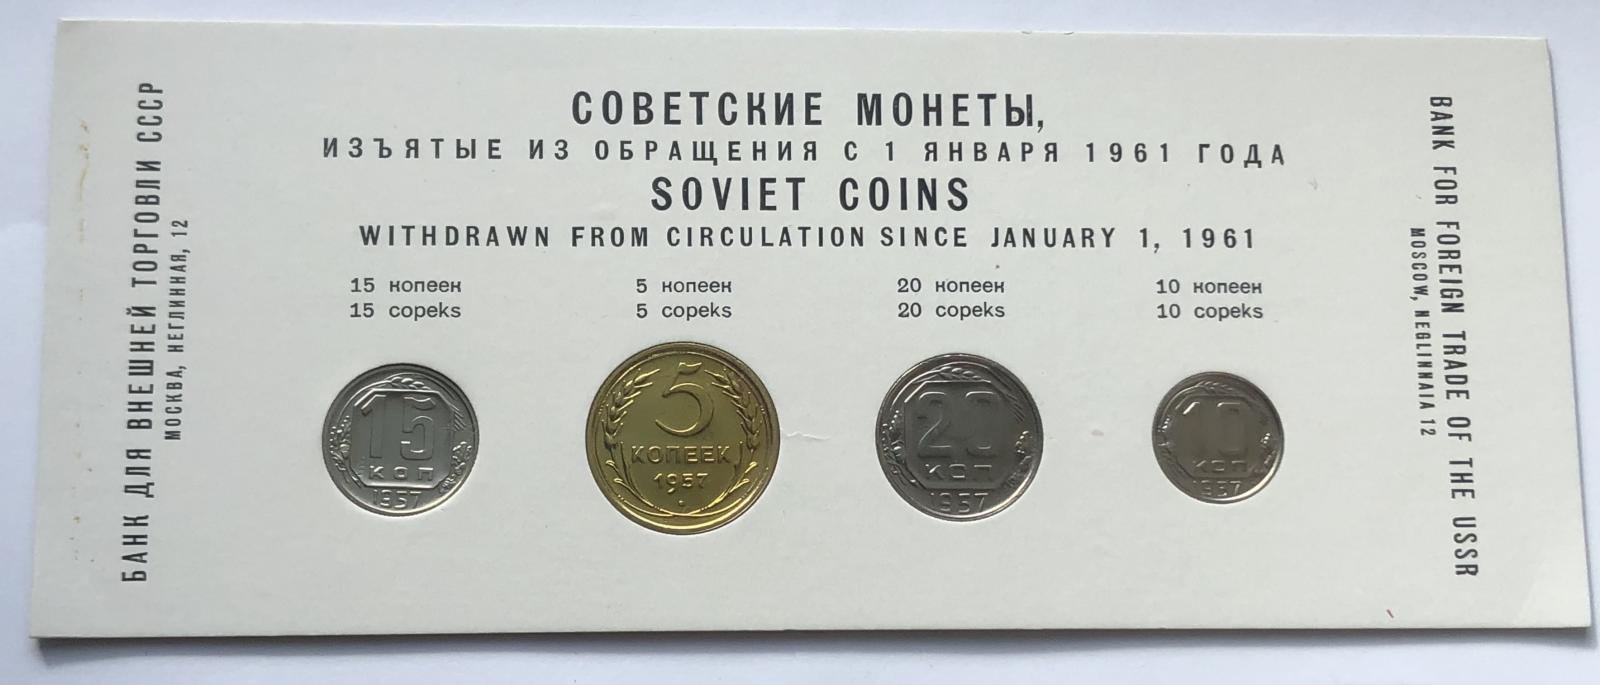 БАНК ДЛЯ ВНЕШНЕЙ ТОРГОВЛИ СССР
МОСКВА, НЕГЛИННАЯ, 12
СОВЕТСКИЕ МОНЕТЫ,
ИЗЪЯТЫЕ ИЗ ОБРАЩЕНИЯ С 1 ЯНВАРЯ 1961 ГОДА
SOVIET COINS
WITHDRAWN FROM CIRCULATION SINCE JANUARY 1, 1961
15 копеек
15 copeks
5 копеек
5 copeks
20 копеек
20 copeks
10 копеек
10 copeks
15
КОП
1957
5
КОПЕЕК
1957
20
КОП
1957
10
КОП
1957
BANK FOR FOREIGN TRADE OF THE USSR
MOSCOW, NEGLINNAIA 12